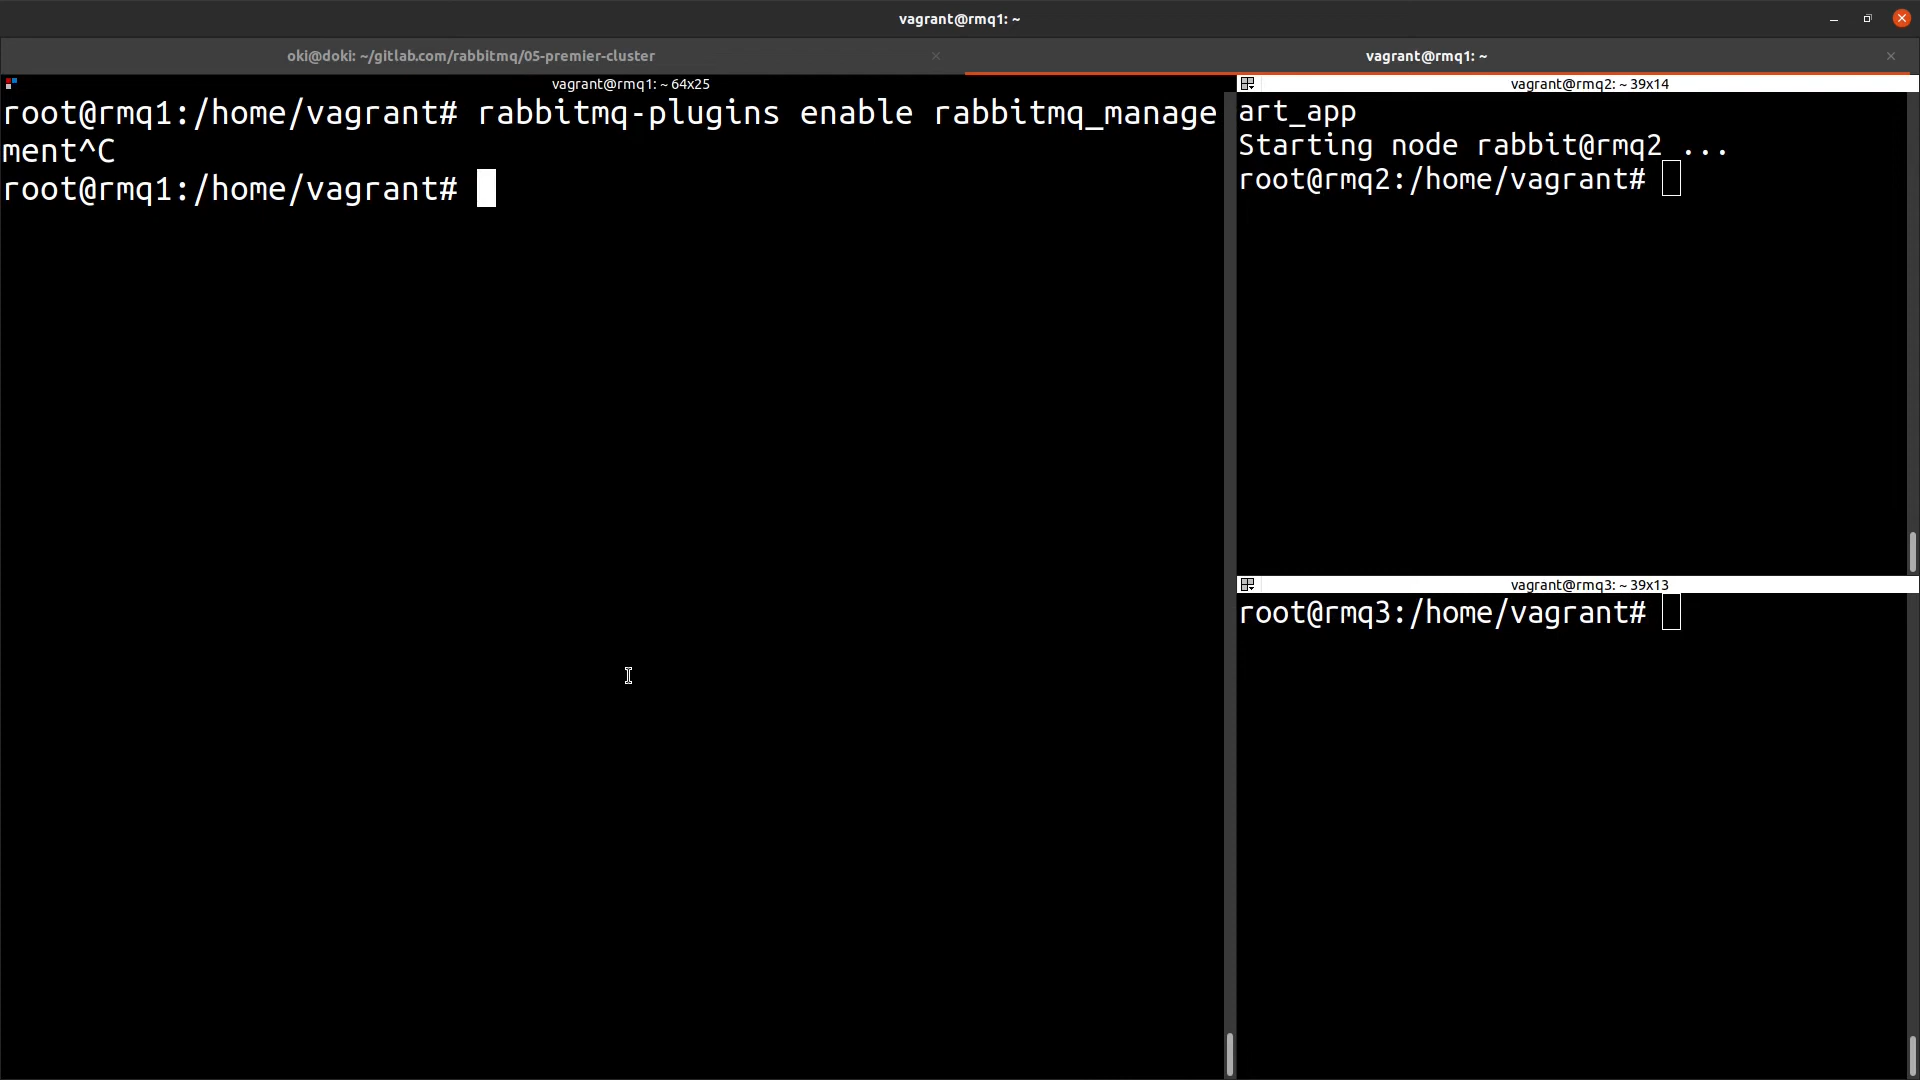 vagrant@rmq1: ~
oki@doki: ~/gitlab.com/rabbitmq/05-premier-cluster
vagrant@rmq1: ~
vagrant@rmq1: ~ 64x25
root@rmq1:/home/vagrant# rabbitmq-plugins enable rabbitmq_manage
ment^C
root@rmq1:/home/vagrant#
vagrant@rmq2: ~ 39x14
art_app
Starting node rabbit@rmq2 ...
root@rmq2:/home/vagrant#
vagrant@rmq3: ~ 39x13
root@rmq3:/home/vagrant#